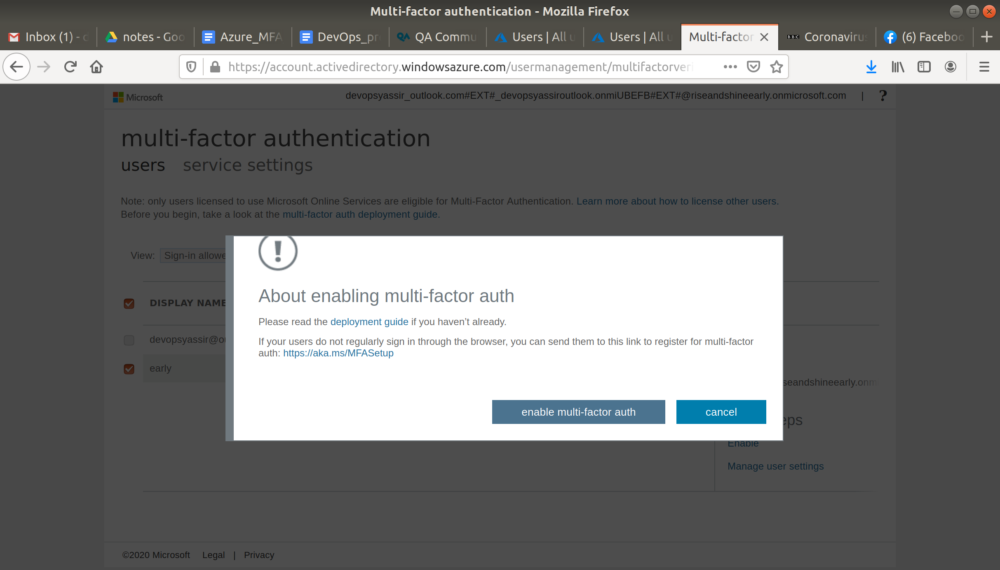 Multi-factor authentication - Mozilla Firefox
Inbox (1) - notes - Goo Azure_MFA DevOps_pr QA Commu Users | All u Users | All u Multi-factor BBC Coronavirus (6) Faceboo
https://account.activedirectory.windowsazure.com/usermanagement/multifactorveri
Microsoft devopsyassir_outlook.com#EXT#_devopsyassiroutlook.onmiUBEFB#EXT#@riseandshineearly.onmicrosoft.com | ?
multi-factor authentication
users service settings
Note: only users licensed to use Microsoft Online Services are eligible for Multi-Factor Authentication. Learn more about how to license other users.
Before you begin, take a look at the multi-factor auth deployment guide.
View: Sign-in allowe
About enabling multi-factor auth
DISPLAY NAME
Please read the deployment guide if you haven’t already.
devopsyassir@ou
If your users do not regularly sign in through the browser, you can send them to this link to register for multi-factor
auth: https://aka.ms/MFASetup
early
seandshineearly.onmi
enable multi-factor auth cancel
eps
Enable
Manage user settings
©2020 Microsoft Legal | Privacy